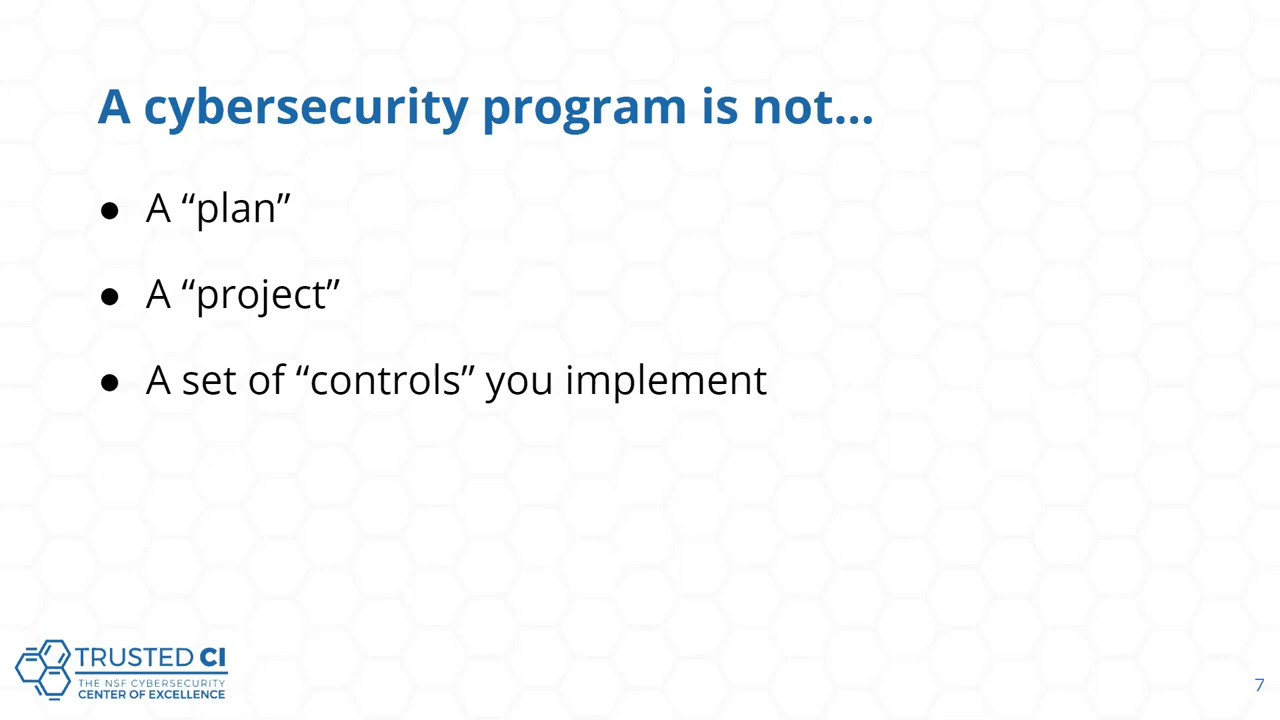 A cybersecurity program is not...
● A “plan”
● A “project”
● A set of “controls” you implement
TRUSTED CI
THE NSF CYBERSECURITY
CENTER OF EXCELLENCE
7